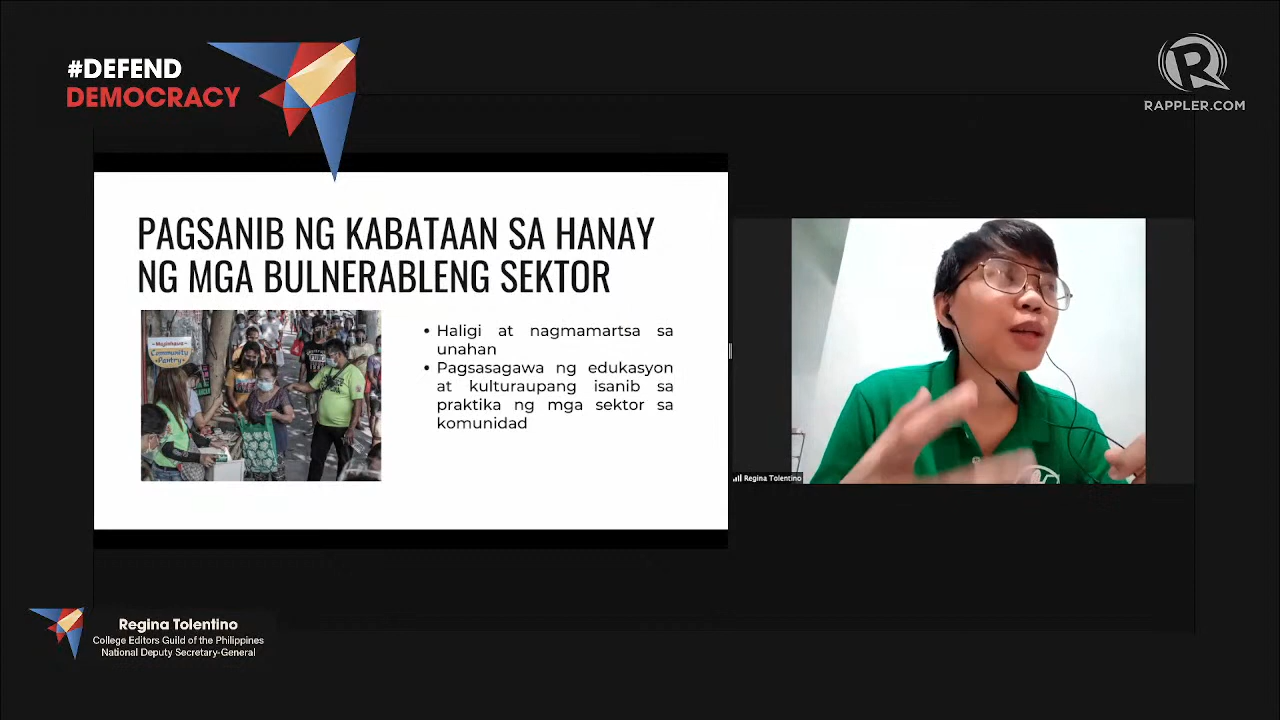 #DEFEND
DEMOCRACY
RAPPLER.COM
PAGSANIB NG KABATAAN SA HANAY
NG MGA BULNERABLENG SEKTOR
• Haligi at nagmamartsa sa
unahan
• Pagsasagawa ng edukasyon
at kulturaupang isanib sa
praktika ng mga sektor sa
komunidad
Maginhawa
Community
Pantry
Regina Tolentino
Regina Tolentino
College Editors Guild of the Philippines
National Deputy Secretary-General